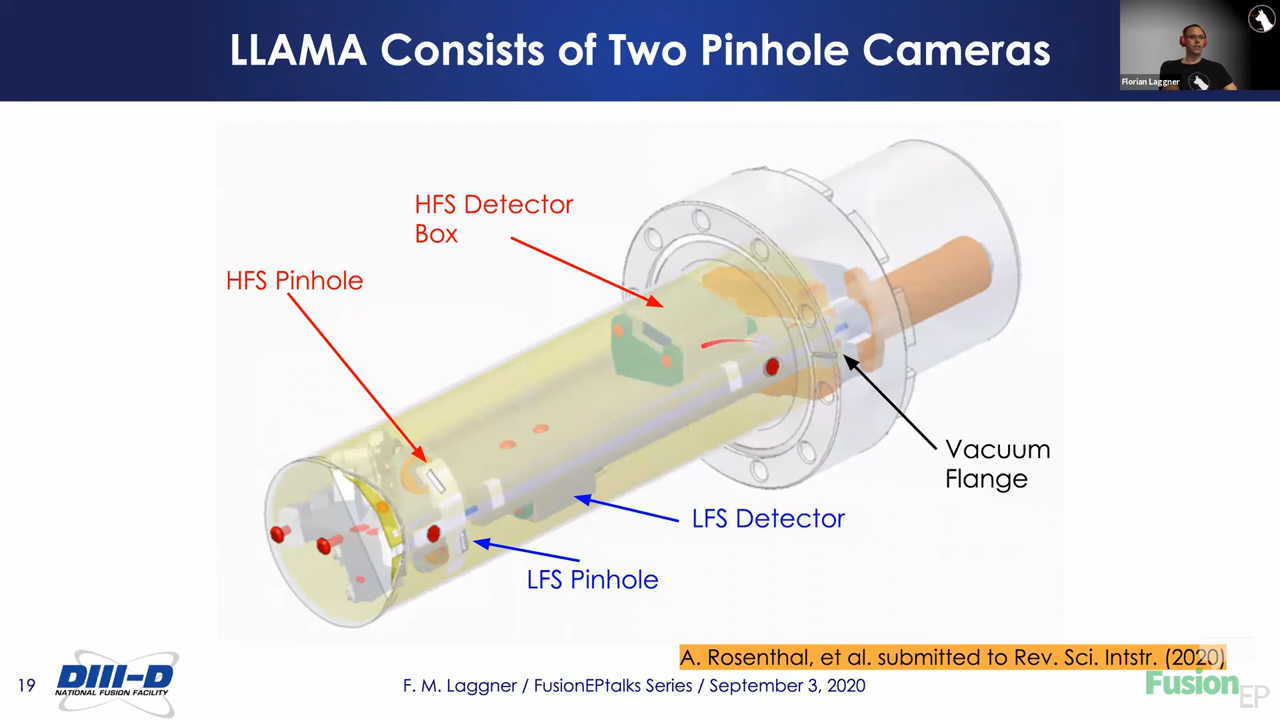 LLAMA Consists of Two Pinhole Cameras
Florian Laggner
HFS Detector
Box
HFS Pinhole
Vacuum
Flange
LFS Detector
LFS Pinhole
A. Rosenthal, et al. submitted to Rev. Sci. Intstr. (2020)
19
DIII-D
NATIONAL FUSION FACILITY
F. M. Laggner / FusionEPtalks Series / September 3, 2020
FusionEP